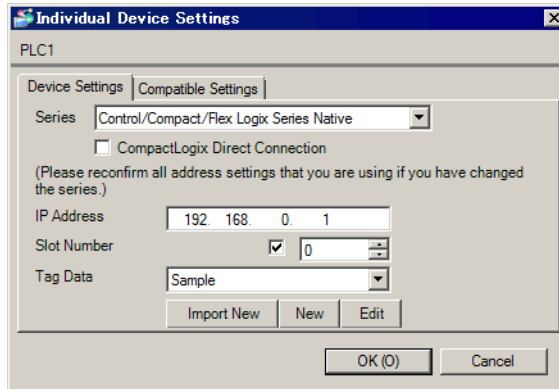 Individual Device Settings
PLC1
Device Settings Compatible Settings
Series Control/Compact/Flex Logix Series Native
CompactLogix Direct Connection
(Please reconfirm all address settings that you are using if you have changed
the series.)
IP Address 192. 168. 0. 1
Slot Number 0
Tag Data Sample
Import New New Edit
OK (O) Cancel